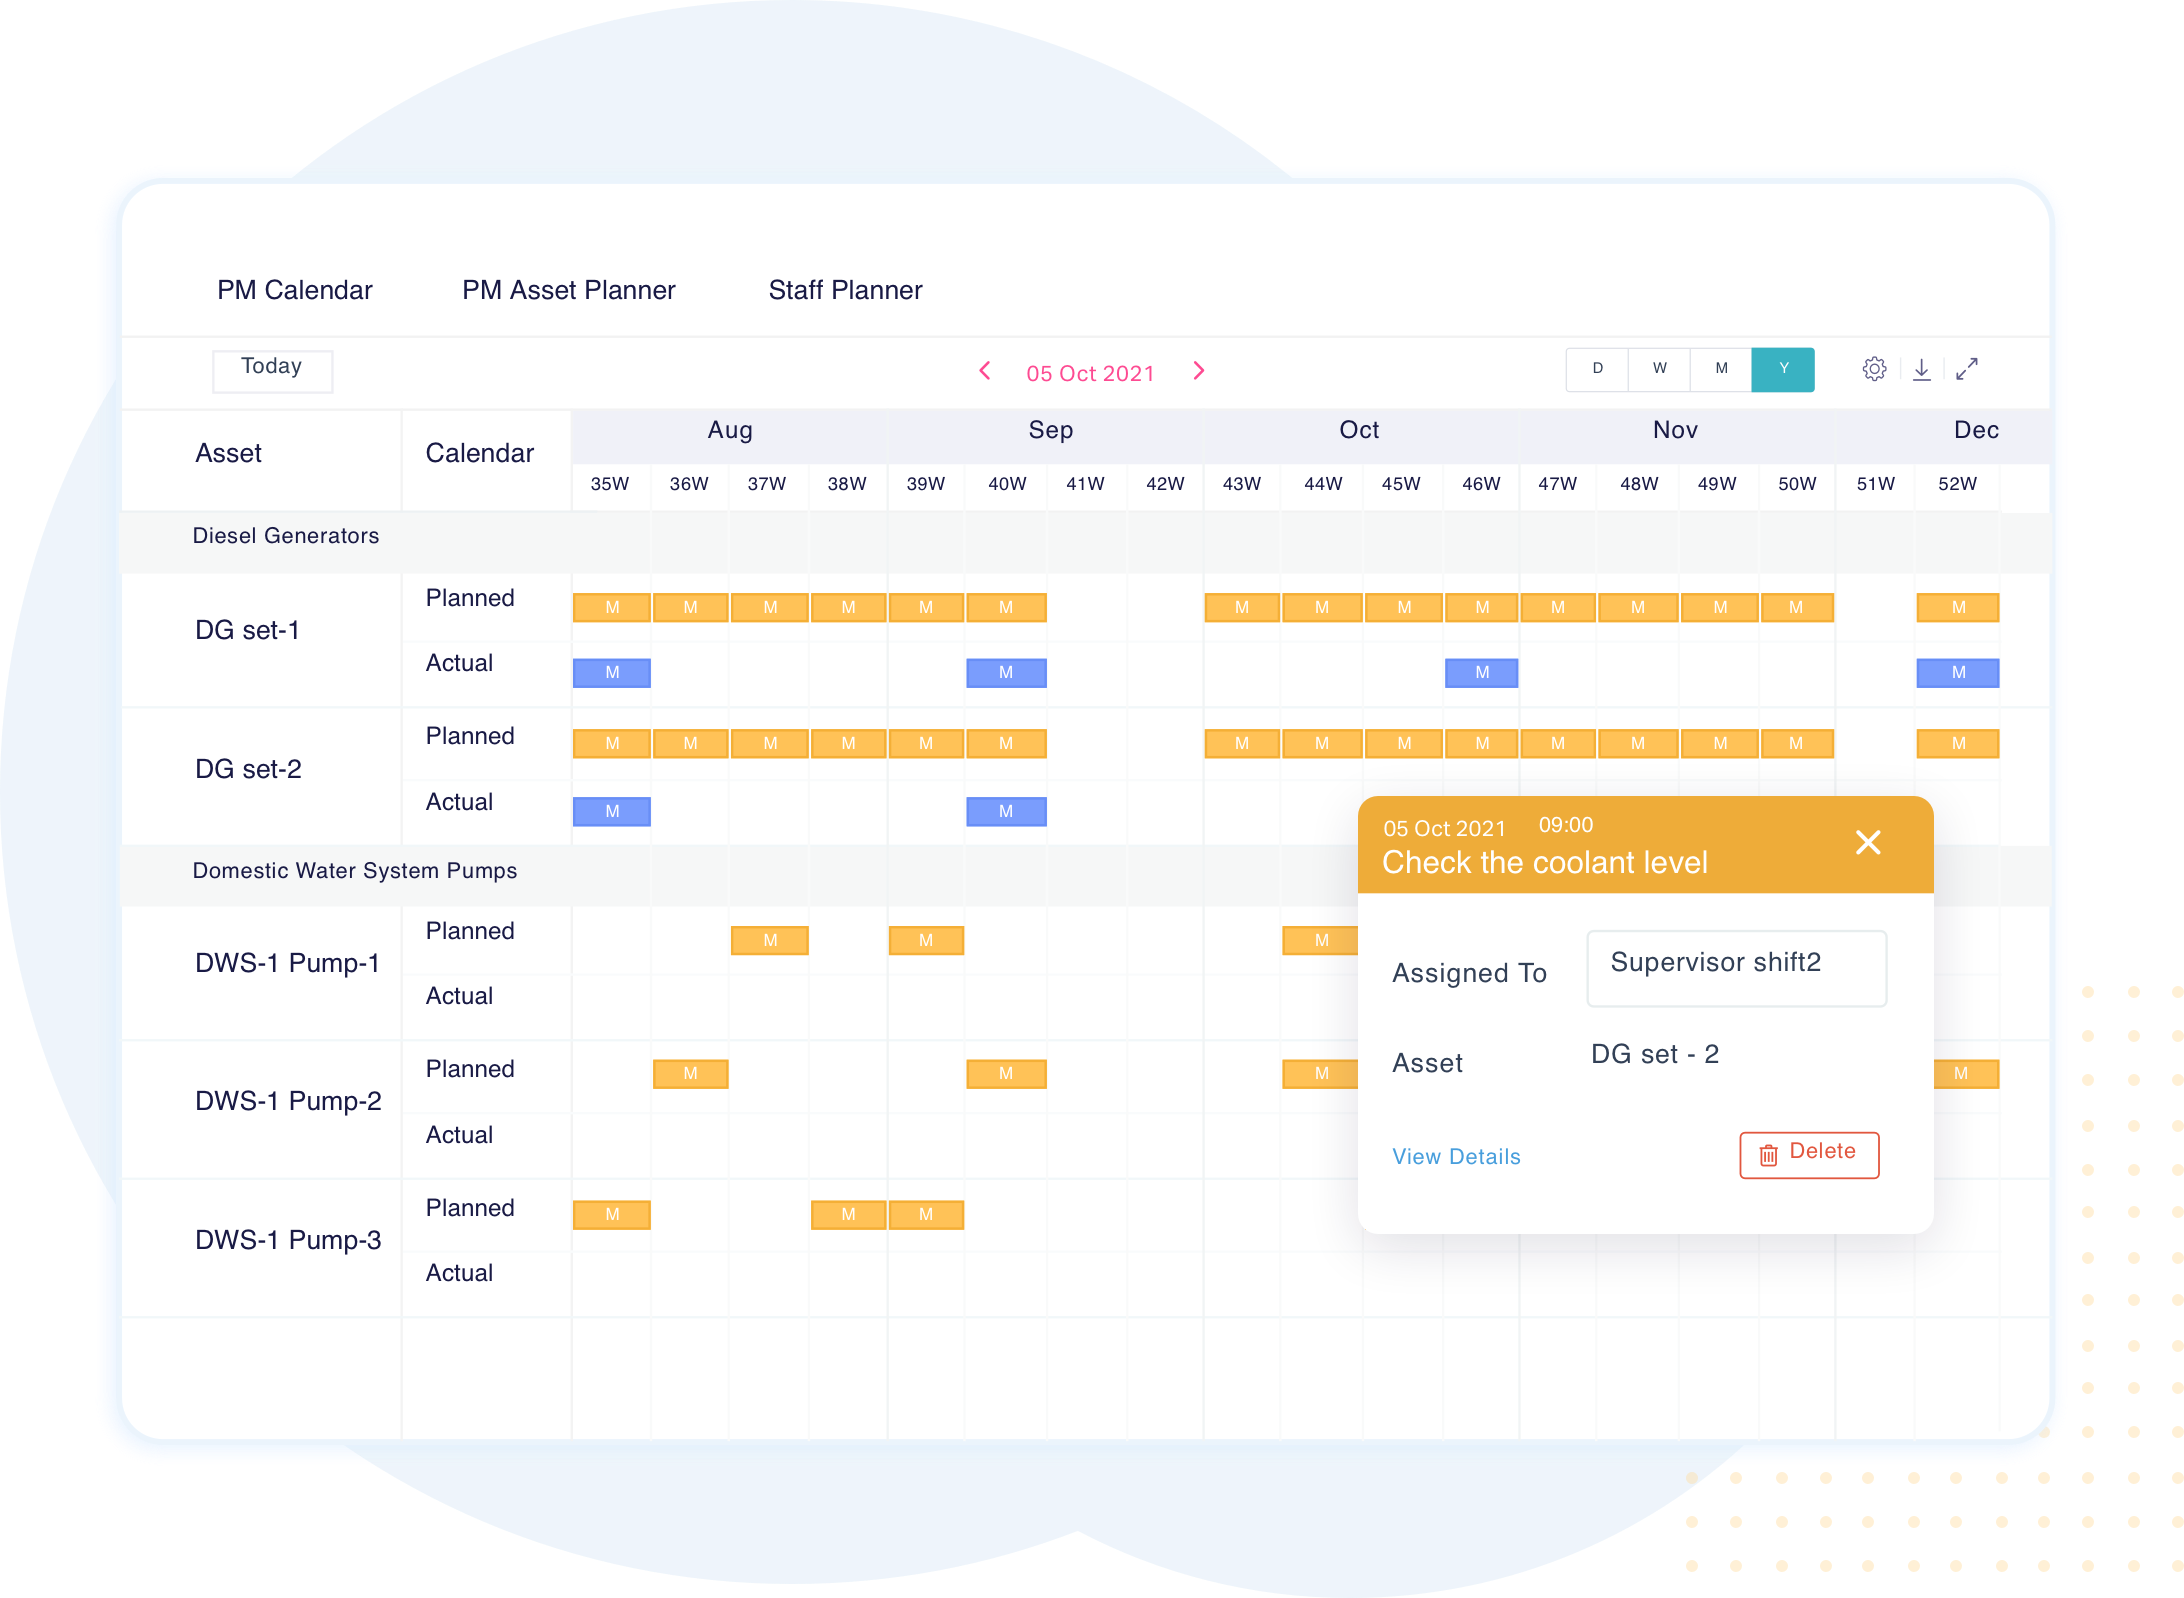 PM Calendar PM Asset Planner Staff Planner
Today 05 Oct 2021 D W M Y
Asset Calendar Aug Sep Oct Nov Dec
35W 36W 37W 38W 39W 40W 41W 42W 43W 44W 45W 46W 47W 48W 49W 50W 51W 52W
Diesel Generators
DG set-1
Planned M M M M M M M M M M M M M M M
Actual M M M M
DG set-2
Planned M M M M M M M M M M M M M M M
Actual M M
Domestic Water System Pumps
DWS-1 Pump-1
Planned M M M
Actual
DWS-1 Pump-2
Planned M M M M
Actual
DWS-1 Pump-3
Planned M M M
Actual
05 Oct 2021 09:00
Check the coolant level
Assigned To Supervisor shift2
Asset DG set - 2
View Details Delete